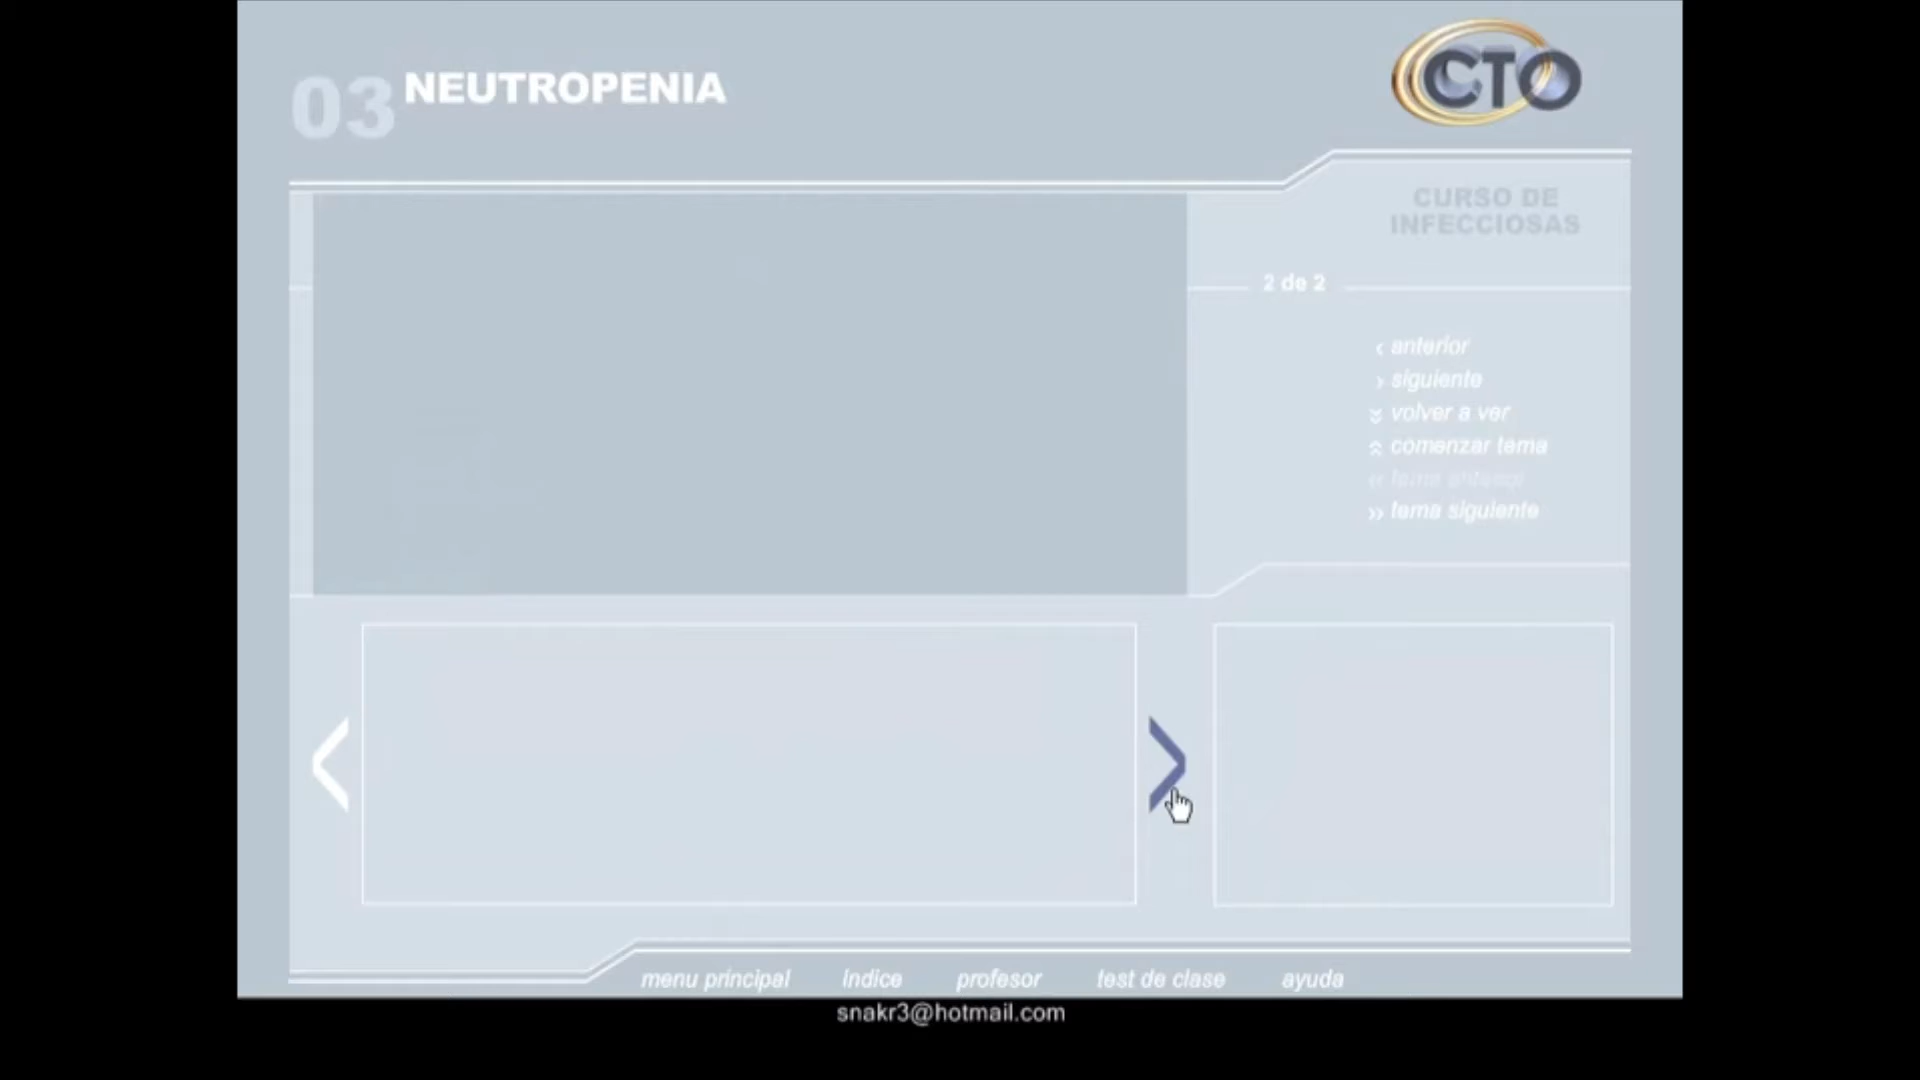 03 NEUTROPENIA
CTO
CURSO DE
INFECCIOSAS
2 de 2
‹ anterior
› siguiente
volver a ver
comenzar tema
›› tema siguiente
menu principal índice profesor test de clase ayuda
snakr3@hotmail.com